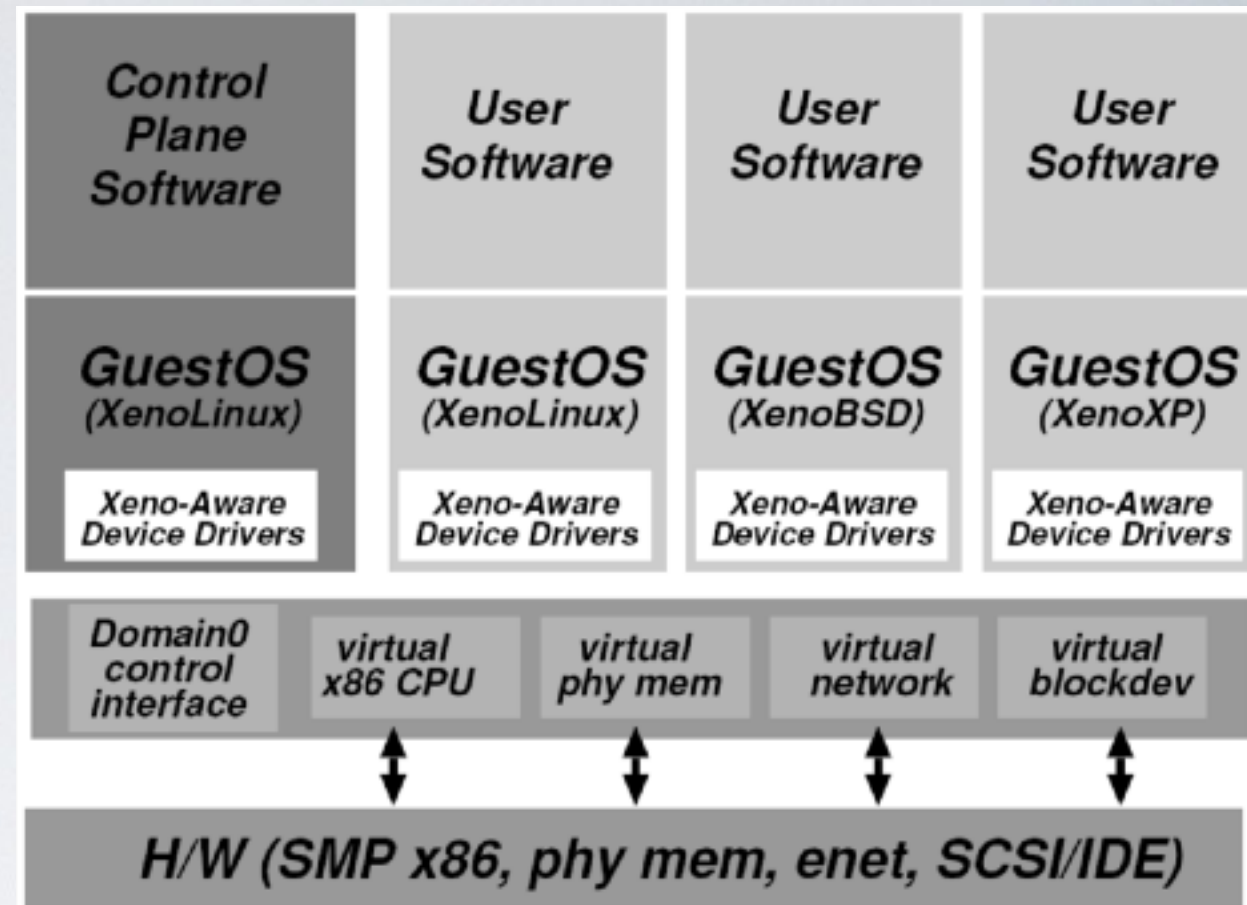 Control
Plane
Software
User
Software
User
Software
User
Software
GuestOS
(XenoLinux)
Xeno-Aware
Device Drivers
GuestOS
(XenoLinux)
Xeno-Aware
Device Drivers
GuestOS
(XenoBSD)
Xeno-Aware
Device Drivers
GuestOS
(XenoXP)
Xeno-Aware
Device Drivers
Domain0
control
interface
virtual
x86 CPU
virtual
phy mem
virtual
network
virtual
blockdev
H/W (SMP x86, phy mem, enet, SCSI/IDE)